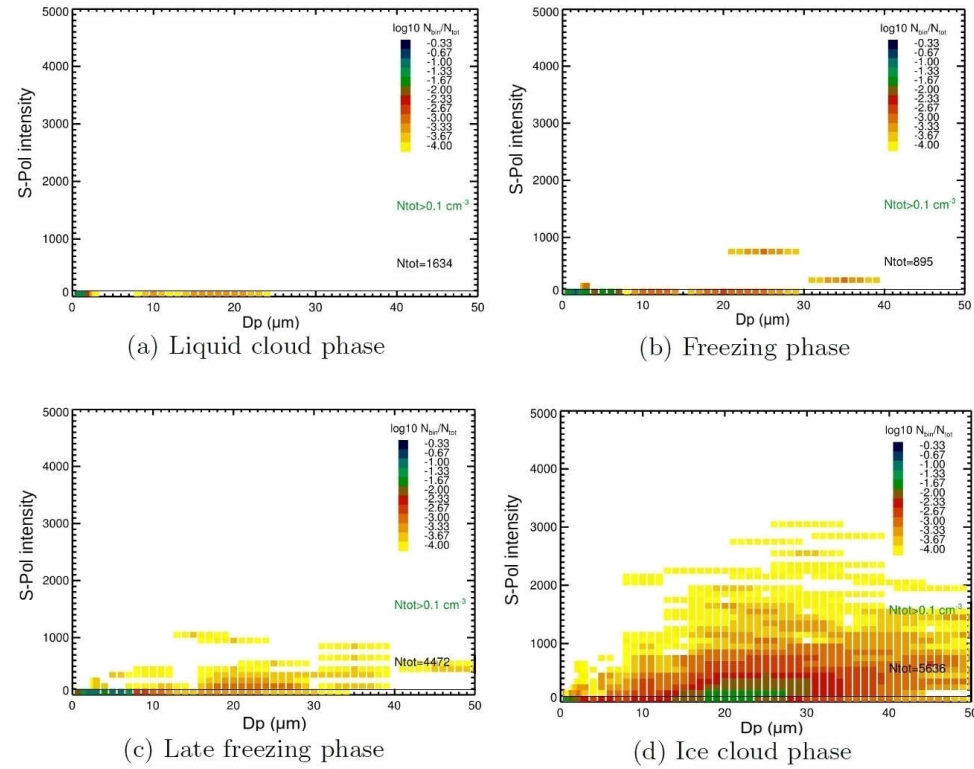 5000
4000
3000
2000
1000
0
S-Pol intensity
log10 N_bin/N_tot
-0.33
-0.67
-1.00
-1.33
-1.67
-2.00
-2.33
-2.67
-3.00
-3.33
-3.67
-4.00
Ntot>0.1 cm⁻³
Ntot=1634
0 10 20 30 40 50
Dp (µm)
(a) Liquid cloud phase
5000
4000
3000
2000
1000
0
S-Pol intensity
log10 N_bin/N_tot
-0.33
-0.67
-1.00
-1.33
-1.67
-2.00
-2.33
-2.67
-3.00
-3.33
-3.67
-4.00
Ntot>0.1 cm⁻³
Ntot=895
0 10 20 30 40 50
Dp (µm)
(b) Freezing phase
5000
4000
3000
2000
1000
0
S-Pol intensity
log10 N_bin/N_tot
-0.33
-0.67
-1.00
-1.33
-1.67
-2.00
-2.33
-2.67
-3.00
-3.33
-3.67
-4.00
Ntot>0.1 cm⁻³
Ntot=4472
0 10 20 30 40 50
Dp (µm)
(c) Late freezing phase
5000
4000
3000
2000
1000
0
S-Pol intensity
log10 N_bin/N_tot
-0.33
-0.67
-1.00
-1.33
-1.67
-2.00
-2.33
-2.67
-3.00
-3.33
-3.67
-4.00
Ntot>0.1 cm⁻³
Ntot=5636
0 10 20 30 40 50
Dp (µm)
(d) Ice cloud phase